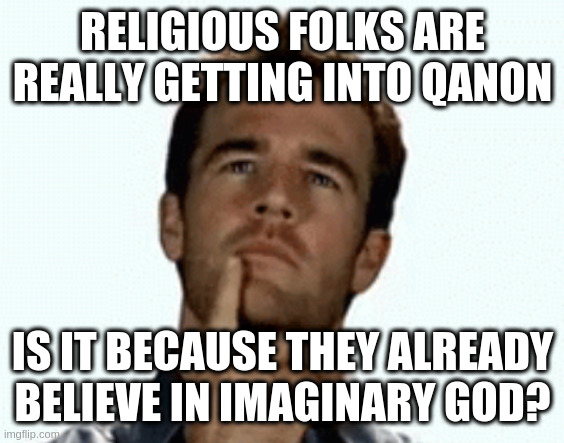 RELIGIOUS FOLKS ARE
REALLY GETTING INTO QANON
IS IT BECAUSE THEY ALREADY
BELIEVE IN IMAGINARY GOD?
imgflip.com